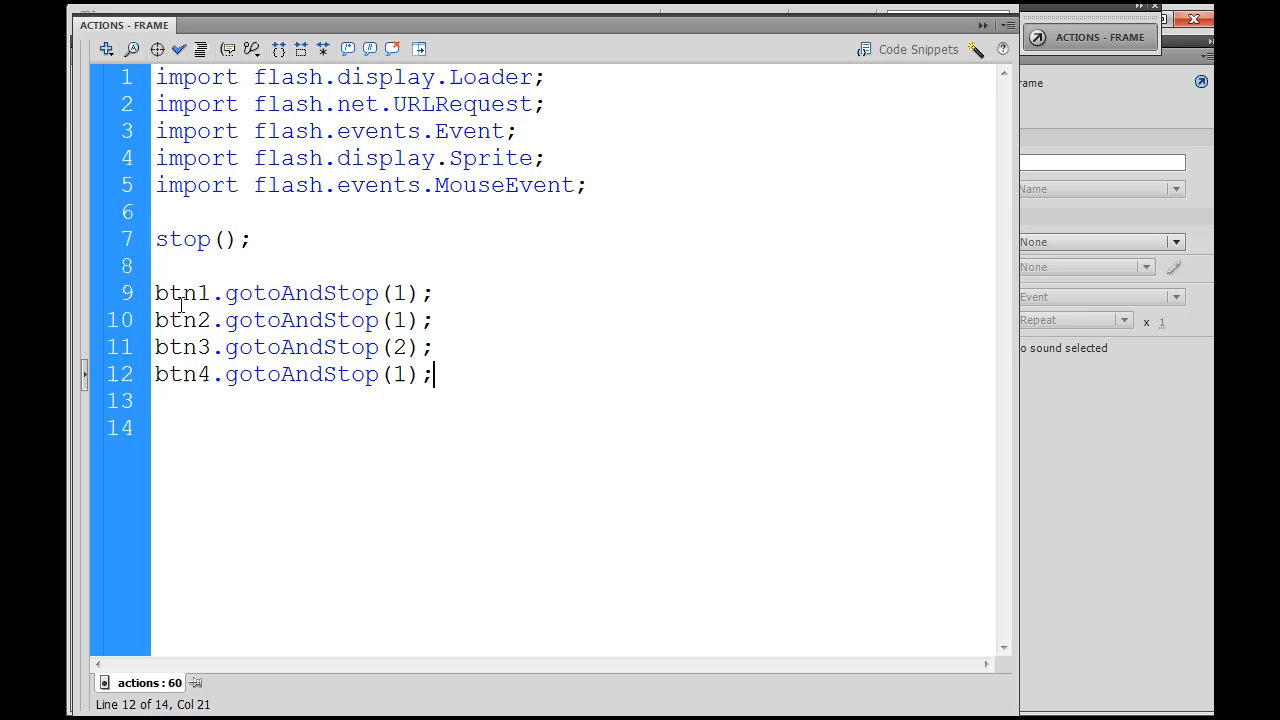 ACTIONS - FRAME
ACTIONS - FRAME
Code Snippets
1 import flash.display.Loader;
2 import flash.net.URLRequest;
3 import flash.events.Event;
4 import flash.display.Sprite;
5 import flash.events.MouseEvent;
6
7 stop();
8
9 btn1.gotoAndStop(1);
10 btn2.gotoAndStop(1);
11 btn3.gotoAndStop(2);
12 btn4.gotoAndStop(1);
13
14
rame
Name
None
None
Event
Repeat x 1
o sound selected
actions : 60
Line 12 of 14, Col 21